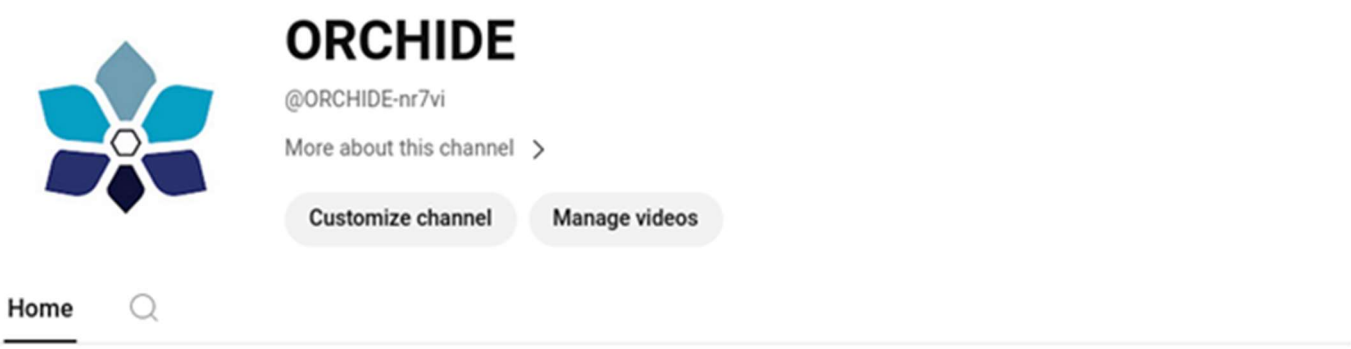 ORCHIDE
@ORCHIDE-nr7vi
More about this channel
Customize channel Manage videos
Home